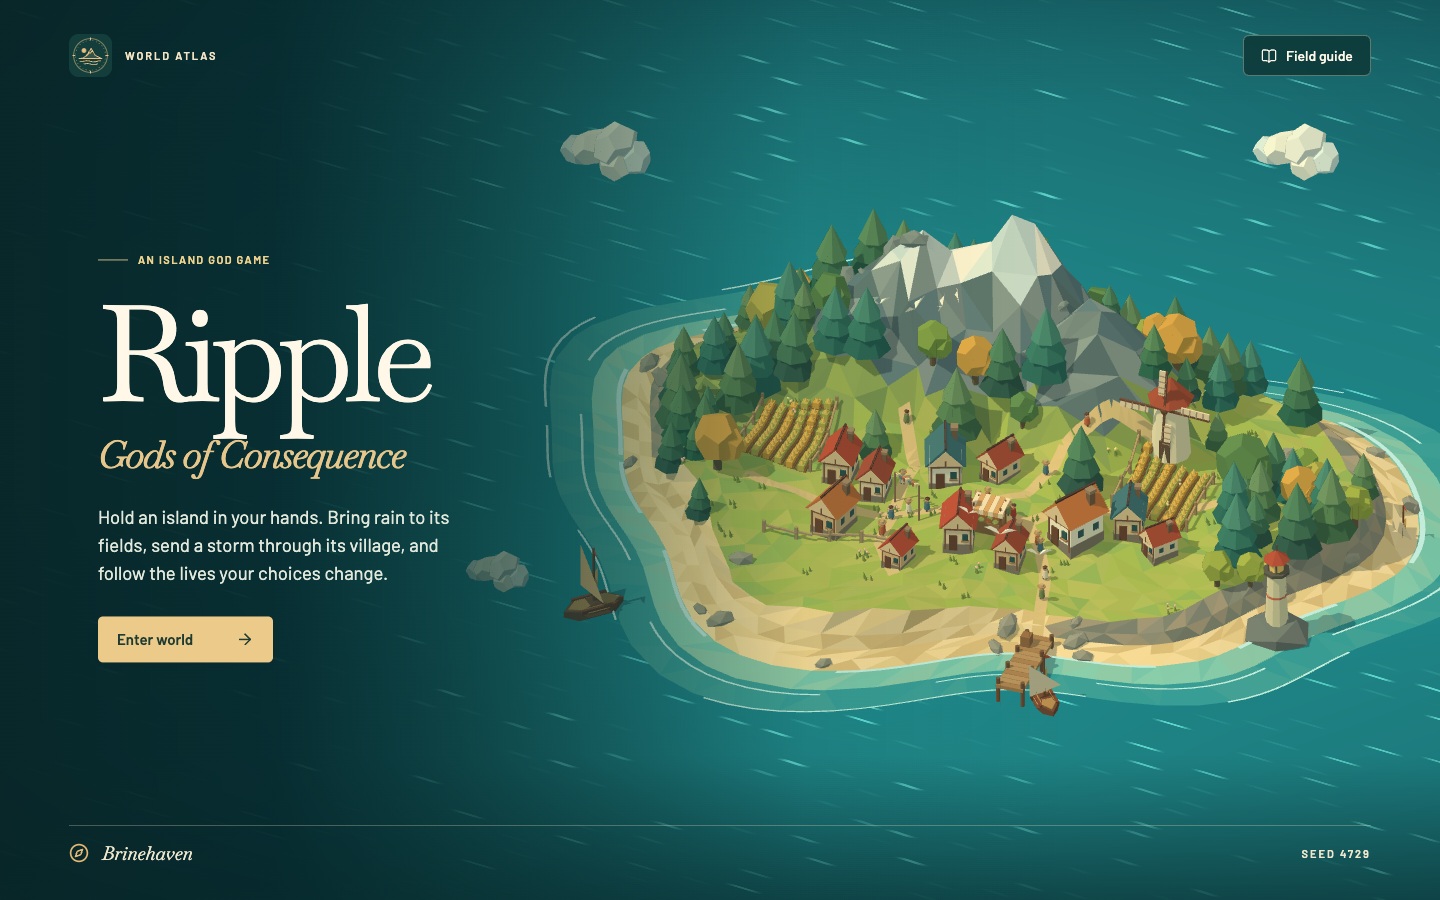 WORLD ATLAS
Field guide
AN ISLAND GOD GAME
Ripple
Gods of Consequence
Hold an island in your hands. Bring rain to its
fields, send a storm through its village, and
follow the lives your choices change.
Enter world
Brinehaven
SEED 4729